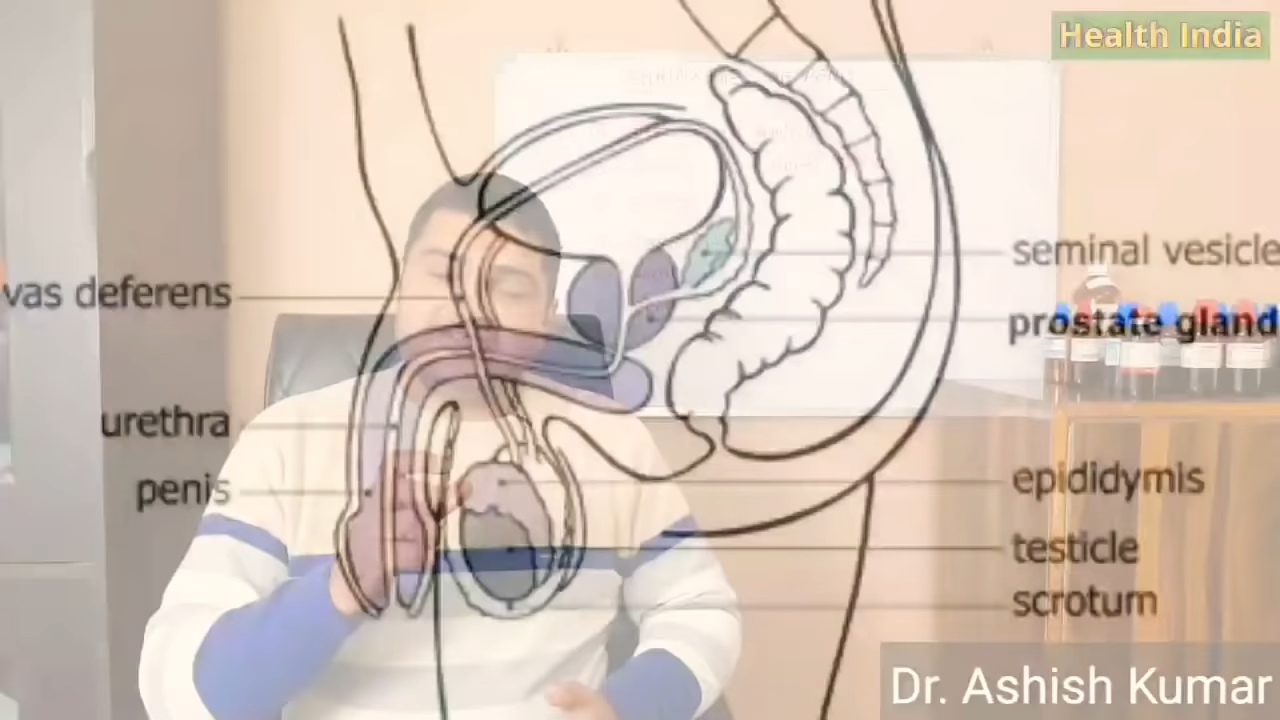 Health India
seminal vesicle
vas deferens
prostate gland
urethra
penis
epididymis
testicle
scrotum
Dr. Ashish Kumar